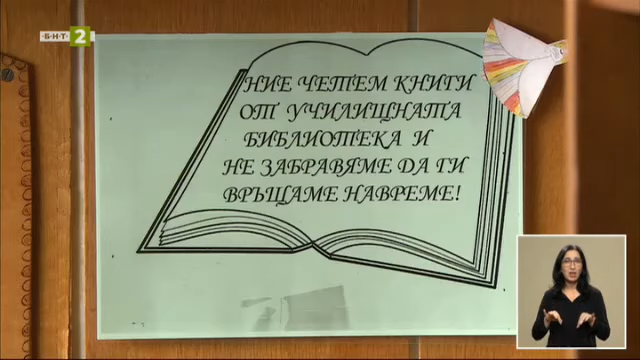 БНТ 2
НИЕ ЧЕТЕМ КНИГИ
ОТ УЧИЛИЩНАТА
БИБЛИОТЕКА И
НЕ ЗАБРАВЯМЕ ДА ГИ
ВРЪЩАМЕ НАВРЕМЕ!